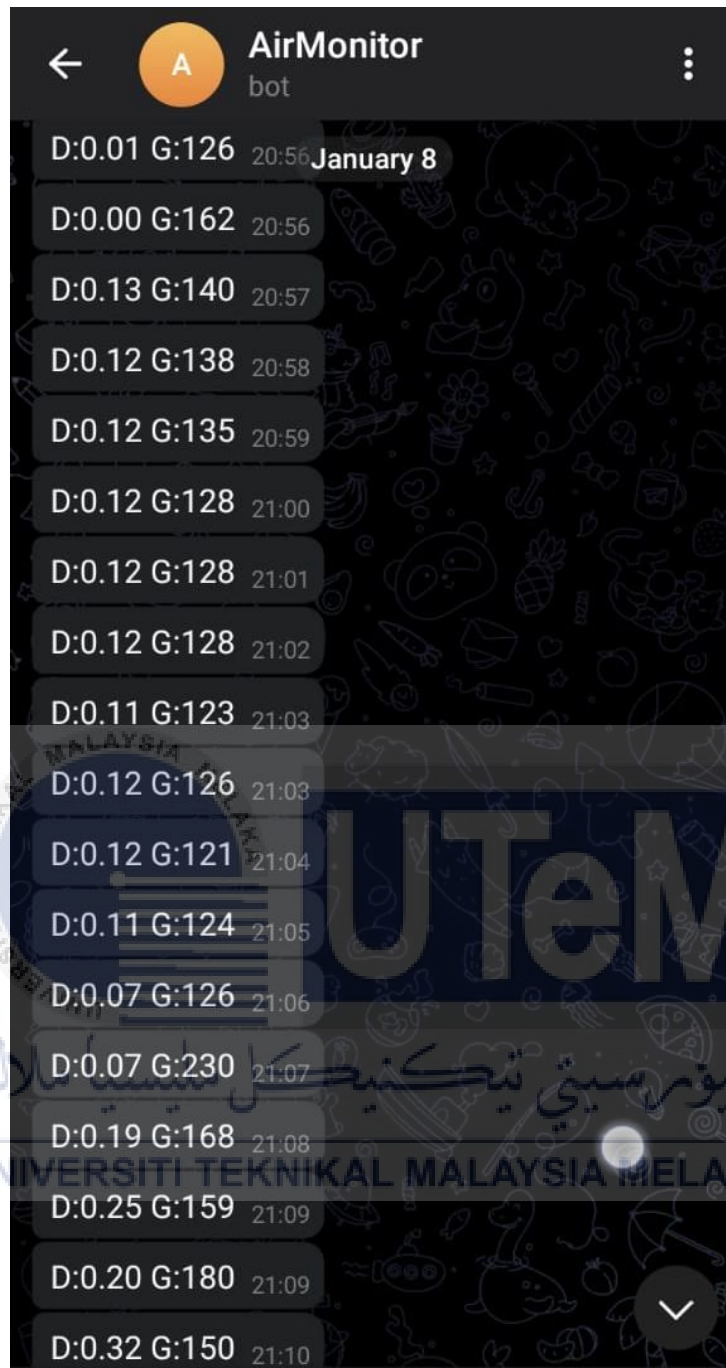 AirMonitor
A
bot
D:0.01 G:126 20:56
January 8
D:0.00 G:162 20:56
D:0.13 G:140 20:57
D:0.12 G:138 20:58
D:0.12 G:135 20:59
D:0.12 G:128 21:00
D:0.12 G:128 21:01
D:0.12 G:128 21:02
D:0.11 G:123 21:03
D:0.12 G:126 21:03
D:0.12 G:121 21:04
D:0.11 G:124 21:05
D:0.07 G:126 21:06
D:0.07 G:230 21:07
D:0.19 G:168 21:08
D:0.25 G:159 21:09
D:0.20 G:180 21:09
D:0.32 G:150 21:10
MALAYSIA
UTeM
تيكنيكل مليسيا
TEKNIKAL MALAYSIA